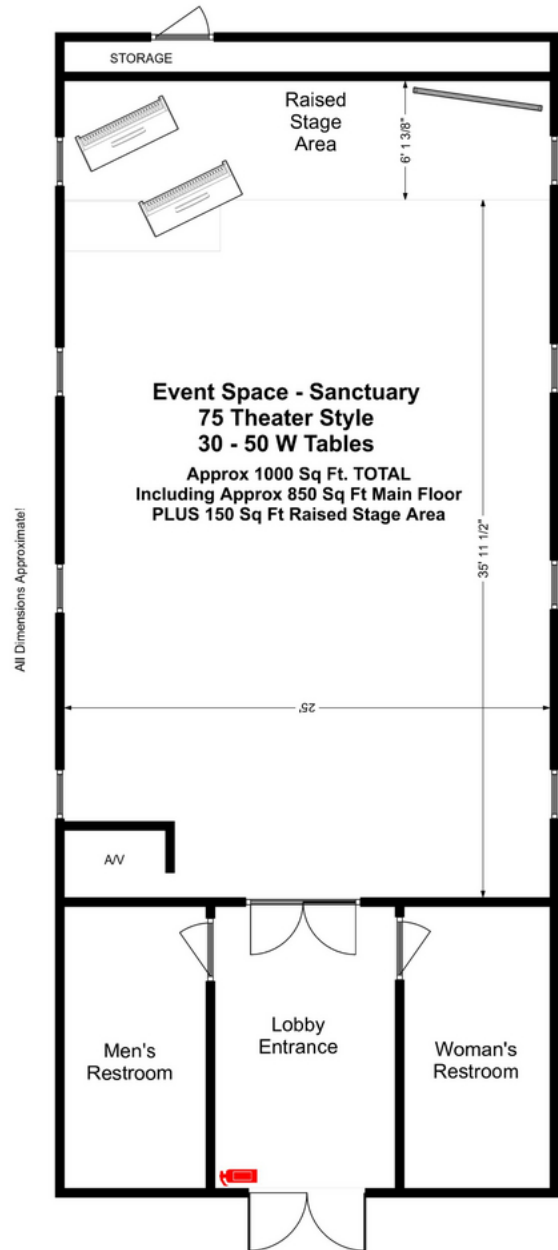 STORAGE
Raised
Stage
Area
6' 1 3/8"
Event Space - Sanctuary
75 Theater Style
30 - 50 W Tables
Approx 1000 Sq Ft. TOTAL
Including Approx 850 Sq Ft Main Floor
PLUS 150 Sq Ft Raised Stage Area
35' 11 1/2"
All Dimensions Approximate!
25'
A/V
Men's
Restroom
Lobby
Entrance
Woman's
Restroom